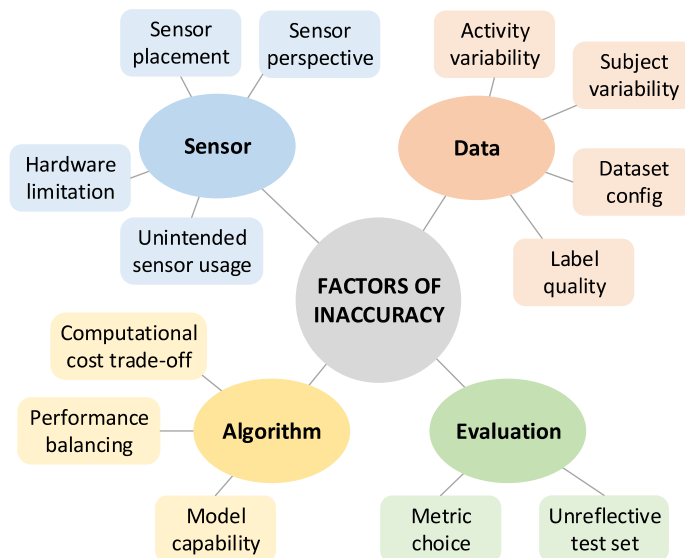 Sensor
placement
Sensor
perspective
Hardware
limitation
Unintended
sensor usage
Sensor
Activity
variability
Subject
variability
Dataset
config
Label
quality
Data
FACTORS OF
INACCURACY
Computational
cost trade-off
Performance
balancing
Model
capability
Algorithm
Evaluation
Metric
choice
Unreflective
test set